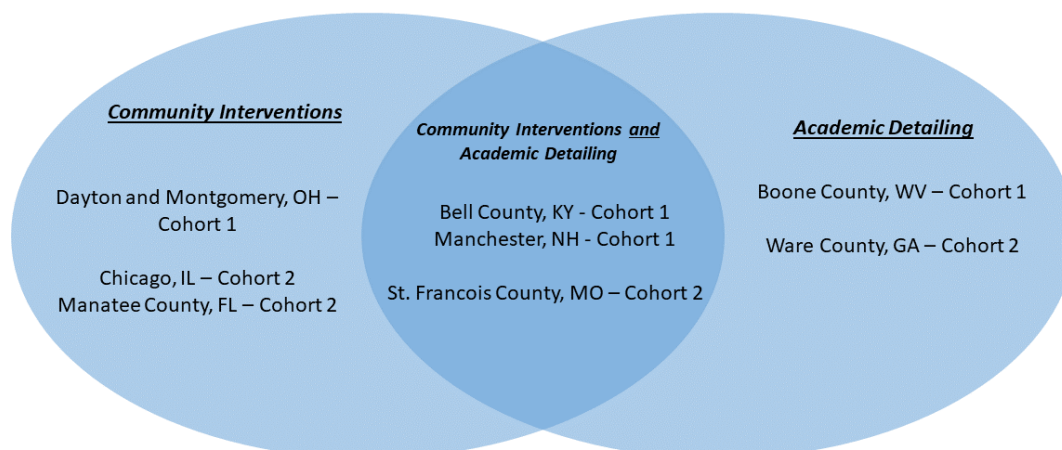 Community Interventions
Dayton and Montgomery, OH –
Cohort 1
Chicago, IL – Cohort 2
Manatee County, FL – Cohort 2
Community Interventions and
Academic Detailing
Bell County, KY - Cohort 1
Manchester, NH - Cohort 1
St. Francois County, MO – Cohort 2
Academic Detailing
Boone County, WV – Cohort 1
Ware County, GA – Cohort 2